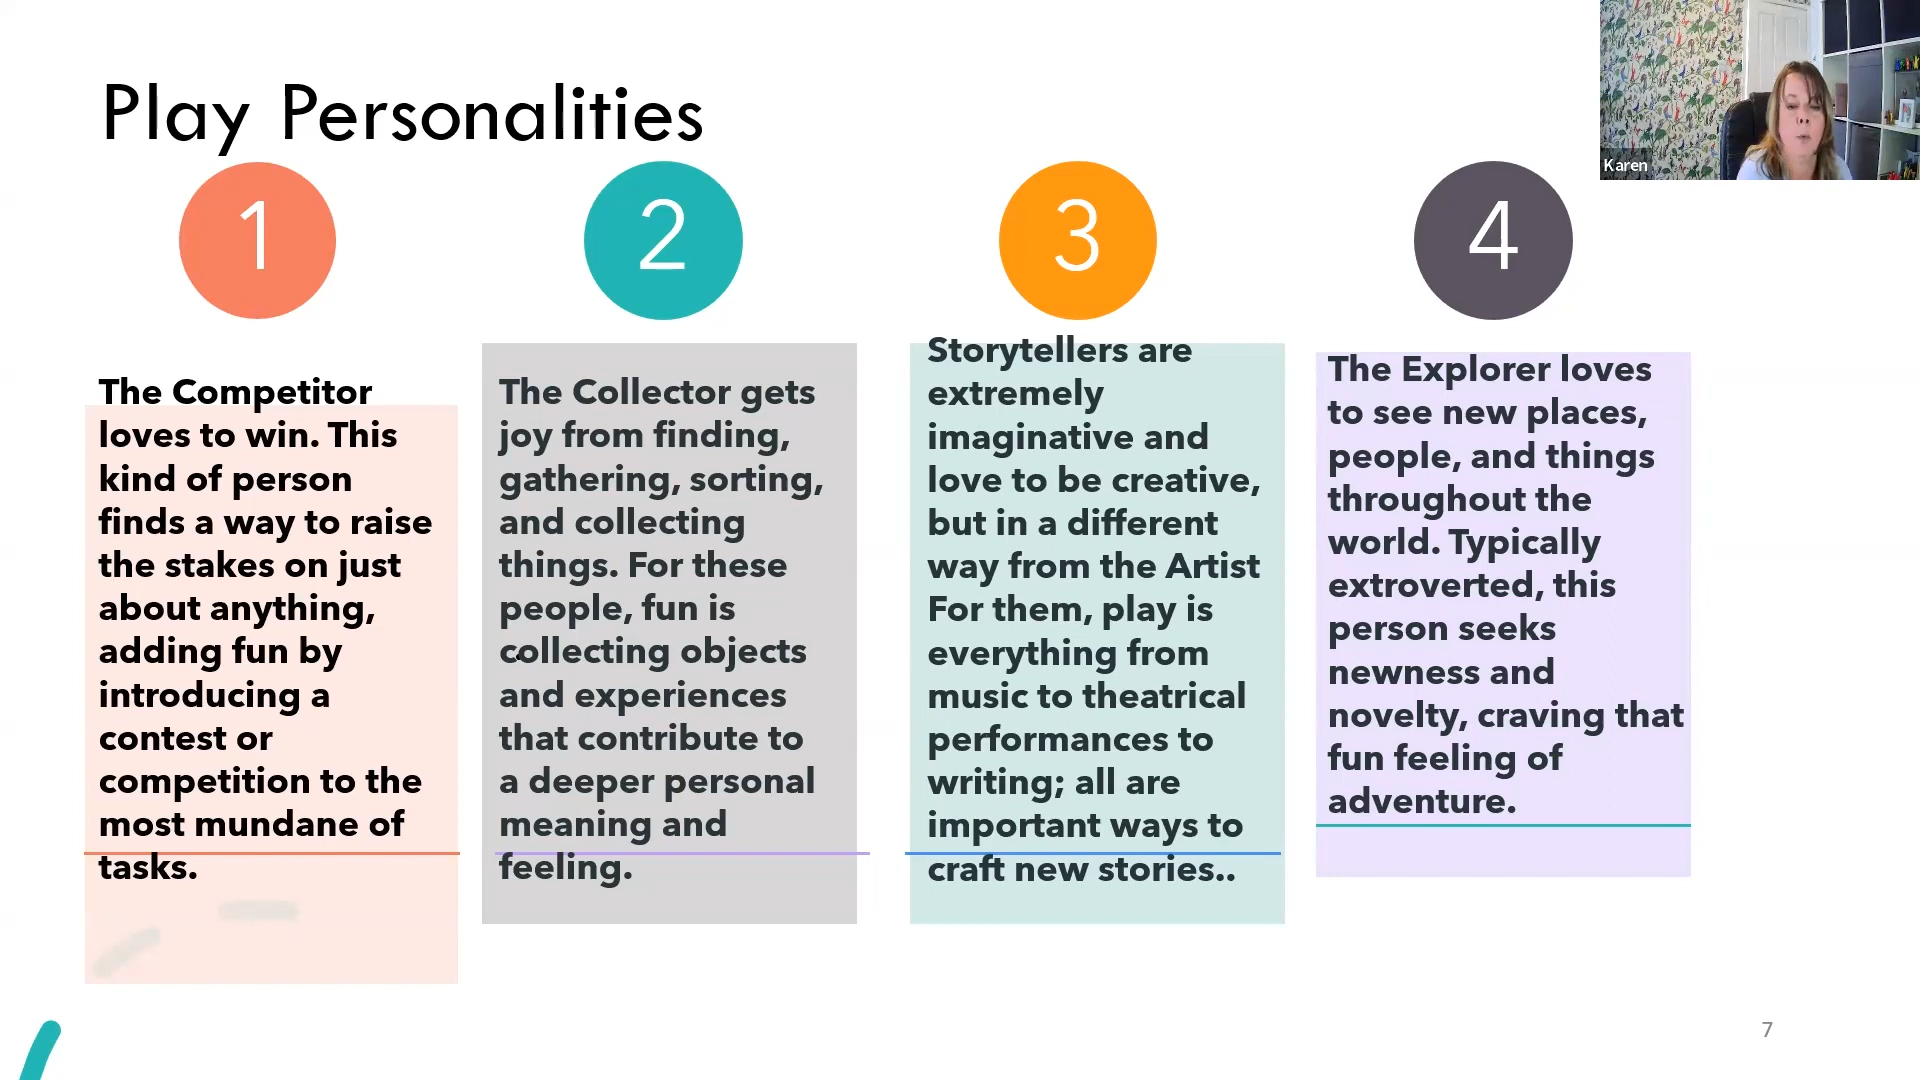 Play Personalities
Karen
1
2
3
4
The Competitor
loves to win. This
kind of person
finds a way to raise
the stakes on just
about anything,
adding fun by
introducing a
contest or
competition to the
most mundane of
tasks.
The Collector gets
joy from finding,
gathering, sorting,
and collecting
things. For these
people, fun is
collecting objects
and experiences
that contribute to
a deeper personal
meaning and
feeling.
Storytellers are
extremely
imaginative and
love to be creative,
but in a different
way from the Artist
For them, play is
everything from
music to theatrical
performances to
writing; all are
important ways to
craft new stories..
The Explorer loves
to see new places,
people, and things
throughout the
world. Typically
extroverted, this
person seeks
newness and
novelty, craving that
fun feeling of
adventure.
7